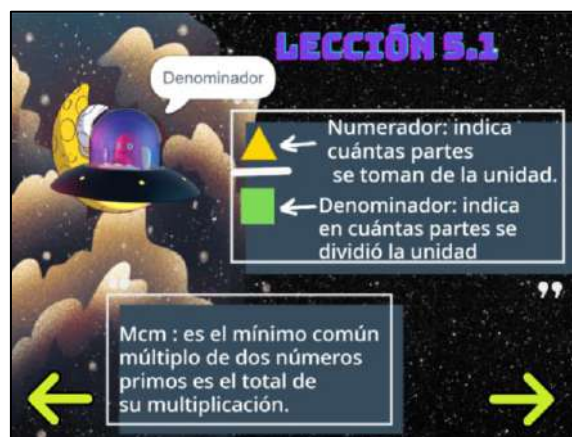 LECCIÓN 5.1
Denominador
Numerador: indica
cuántas partes
se toman de la unidad.
Denominador: indica
en cuántas partes se
dividió la unidad
”
Mcm : es el mínimo común
múltiplo de dos números
primos es el total de
su multiplicación.